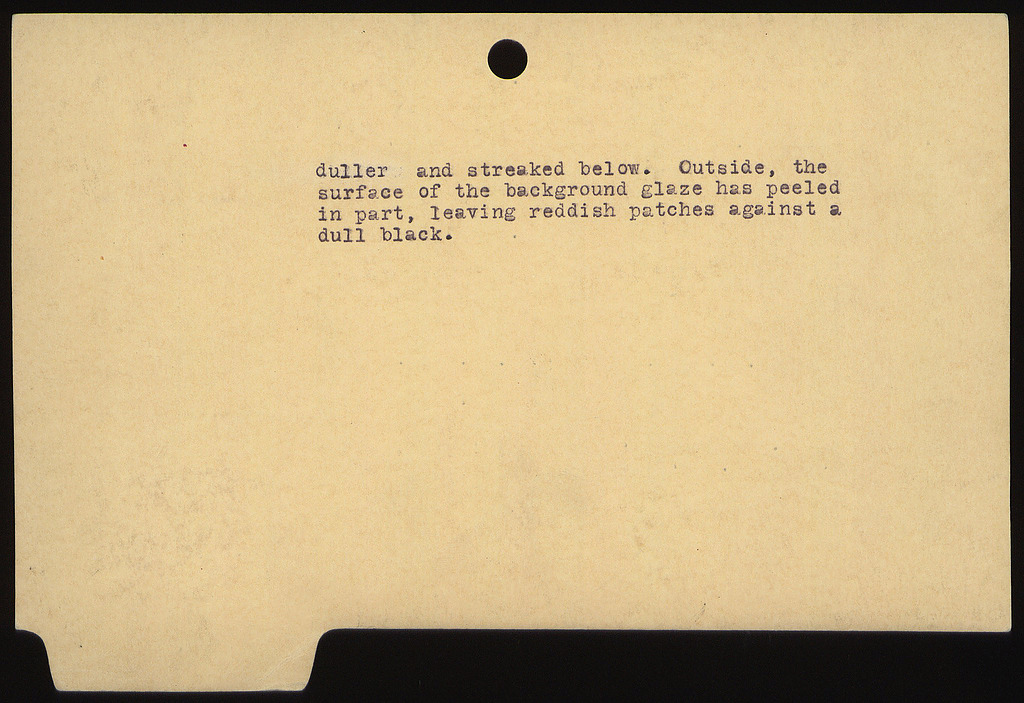 duller and streaked below. Outside, the
surface of the background glaze has peeled
in part, leaving reddish patches against a
dull black.